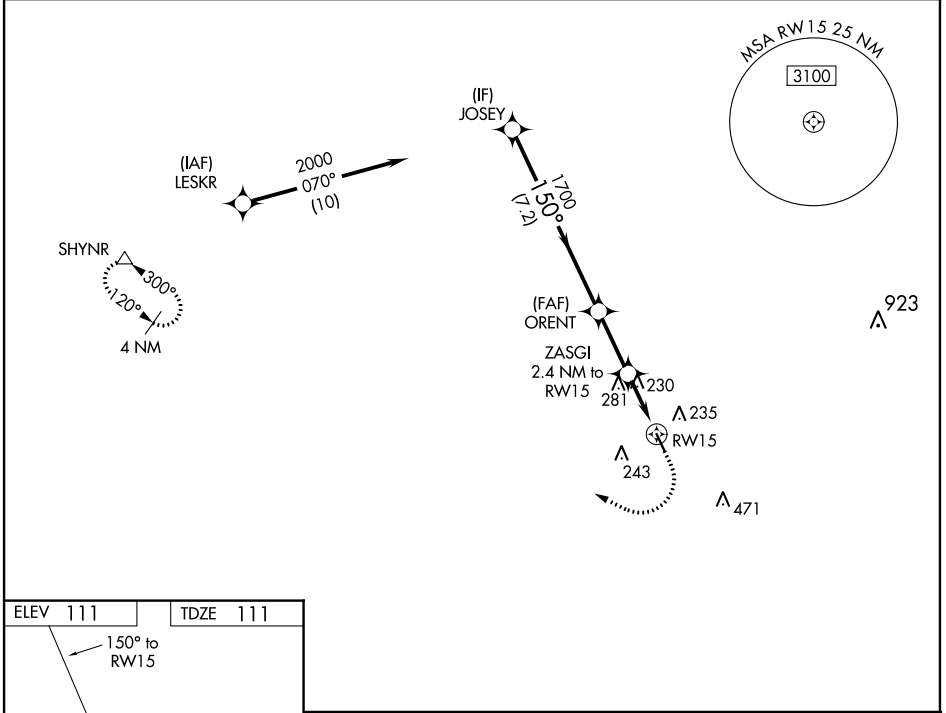 MSA RW15 25 NM
3100
(IF)
JOSEY
(IAF)
LESKR
2000
070°
(10)
1700
150°
(7.2)
SHYNR
300°
120°
4 NM
(FAF)
ORENT
923
ZASGI
2.4 NM to
RW15
281
230
235
RW15
243
471
ELEV 111
TDZE 111
150° to
RW15